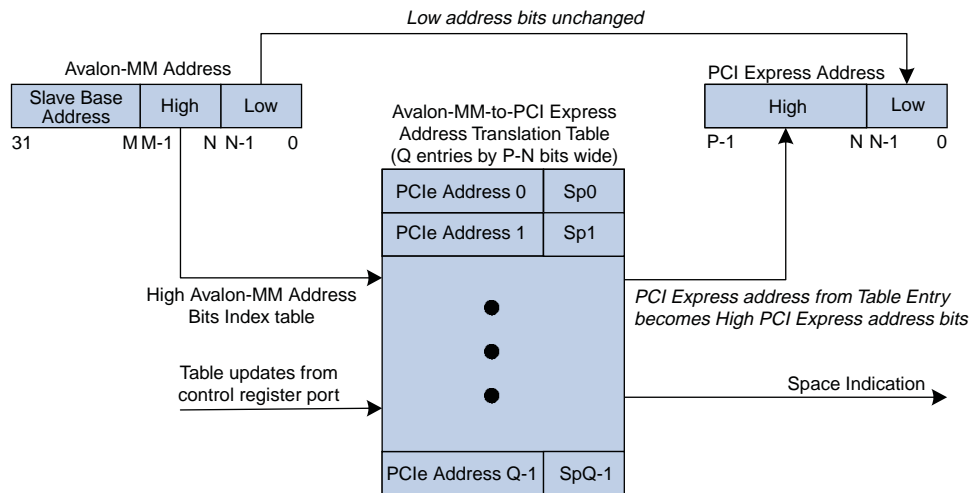 Low address bits unchanged
Avalon-MM Address
PCI Express Address
Slave Base
Address
High
Low
High
Low
31
M
M-1
N
N-1
0
P-1
N
N-1
0
Avalon-MM-to-PCI Express
Address Translation Table
(Q entries by P-N bits wide)
PCIe Address 0
Sp0
PCIe Address 1
Sp1
High Avalon-MM Address
Bits Index table
PCI Express address from Table Entry
becomes High PCI Express address bits
Table updates from
control register port
Space Indication
PCIe Address Q-1
SpQ-1